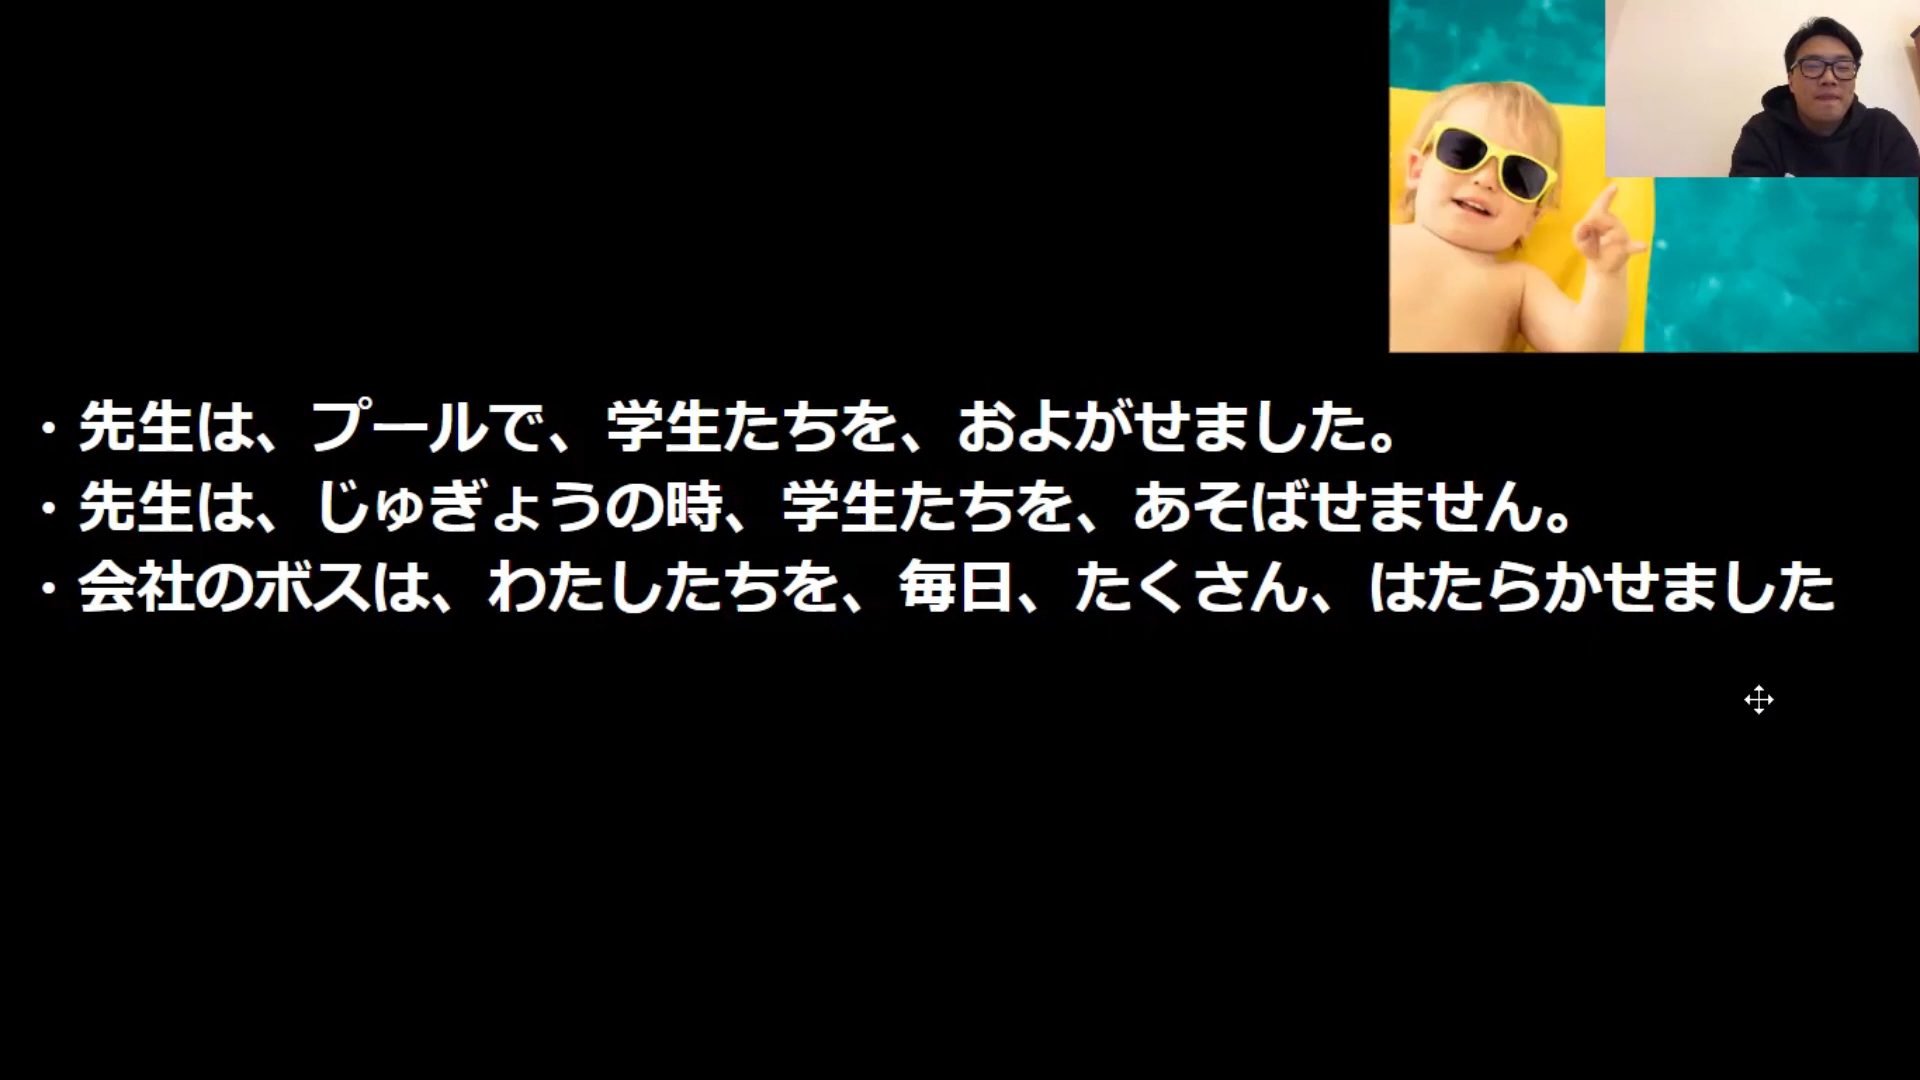 ・先生は、プールで、学生たちを、およがせました。
・先生は、じゅぎょうの時、学生たちを、あそばせません。
・会社のボスは、わたしたちを、毎日、たくさん、はたらかせました